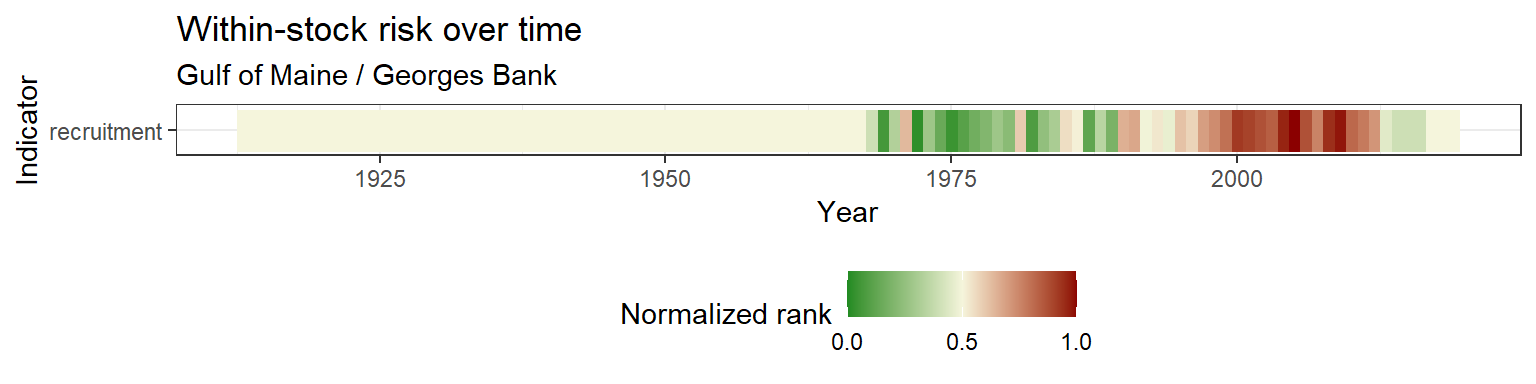 Within-stock risk over time
Gulf of Maine / Georges Bank
Indicator
recruitment
1925 1950 1975 2000
Year
Normalized rank
0.0 0.5 1.0